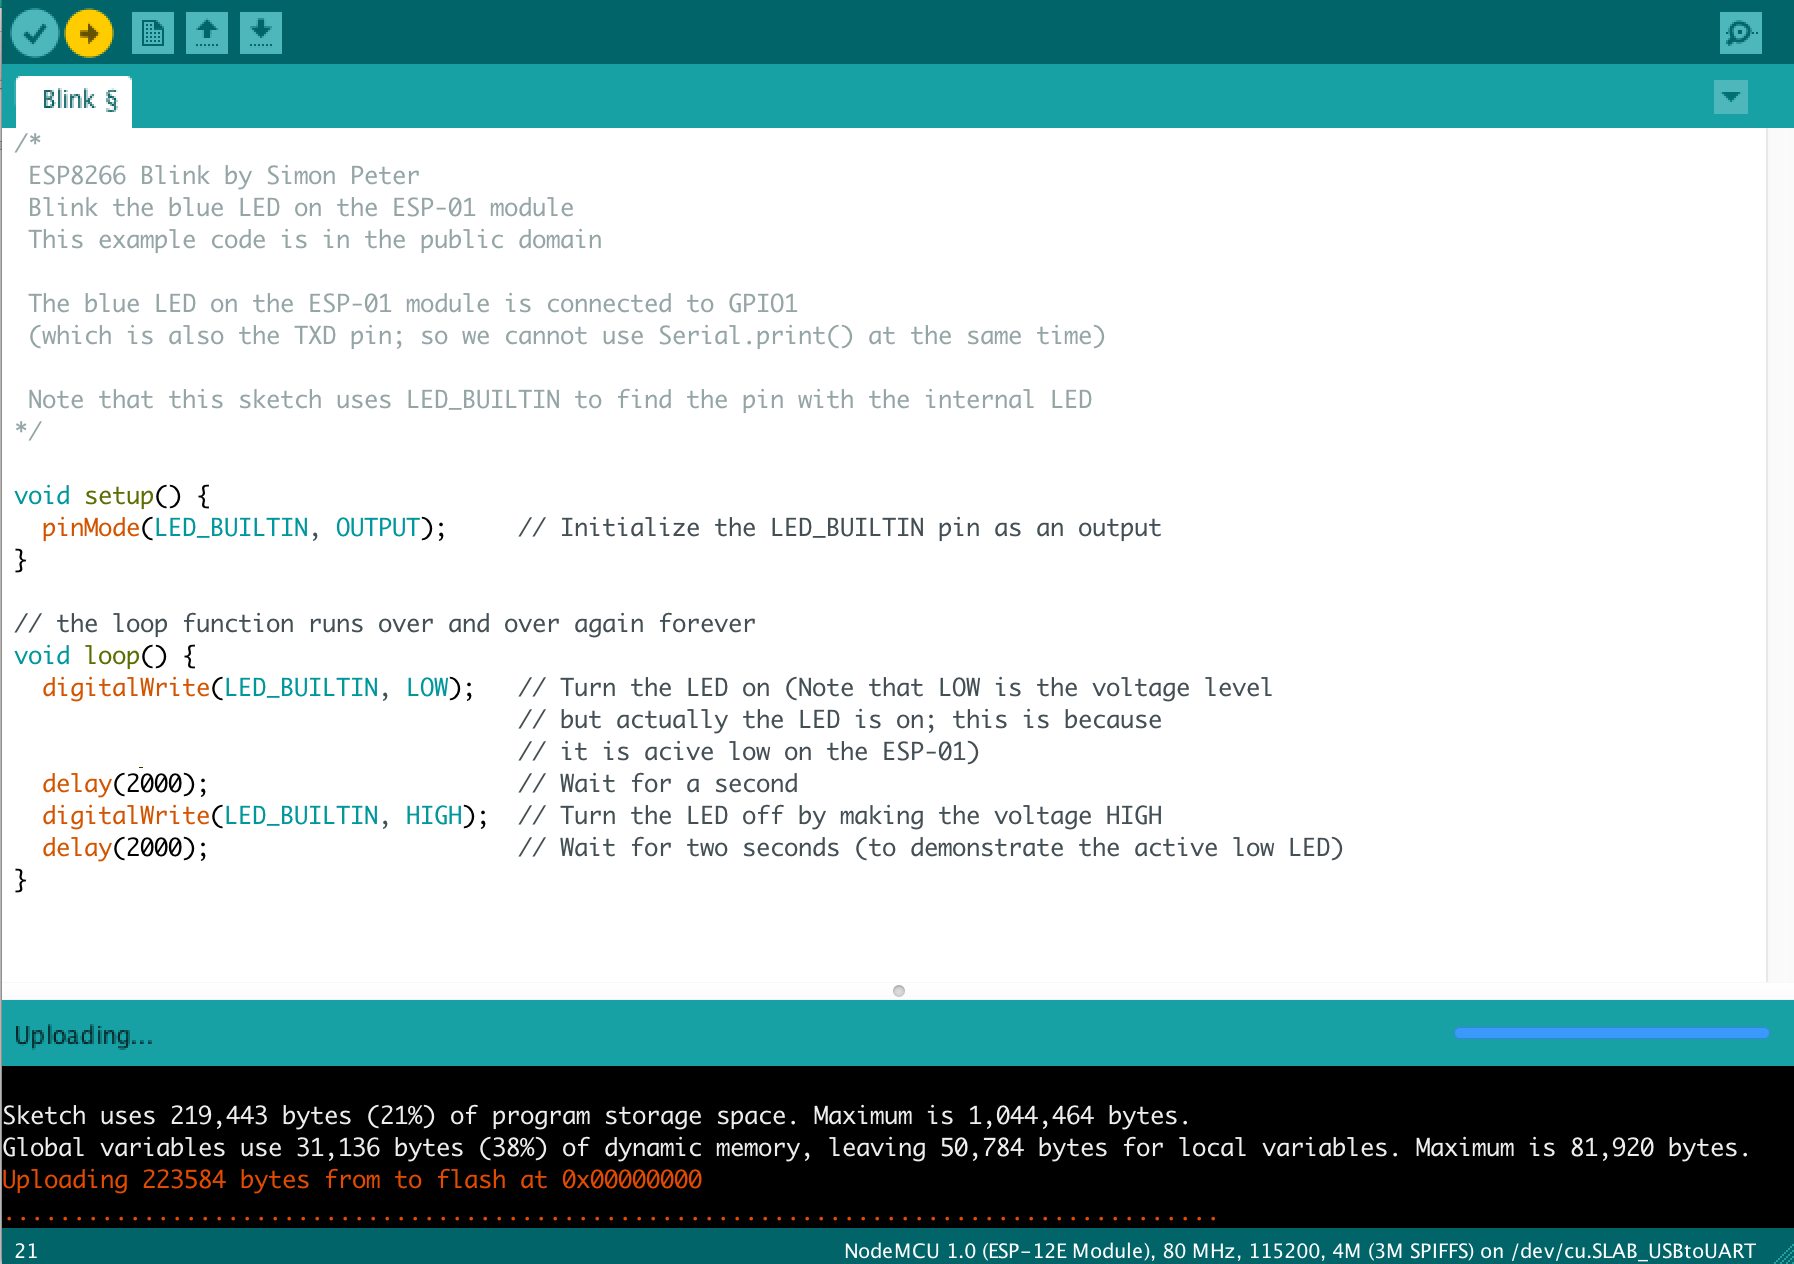 Blink §
/*
ESP8266 Blink by Simon Peter
Blink the blue LED on the ESP-01 module
This example code is in the public domain
The blue LED on the ESP-01 module is connected to GPIO1
(which is also the TXD pin; so we cannot use Serial.print() at the same time)
Note that this sketch uses LED_BUILTIN to find the pin with the internal LED
*/
void setup() {
pinMode(LED_BUILTIN, OUTPUT); // Initialize the LED_BUILTIN pin as an output
}
// the loop function runs over and over again forever
void loop() {
digitalWrite(LED_BUILTIN, LOW); // Turn the LED on (Note that LOW is the voltage level
// but actually the LED is on; this is because
// it is acive low on the ESP-01)
delay(2000); // Wait for a second
digitalWrite(LED_BUILTIN, HIGH); // Turn the LED off by making the voltage HIGH
delay(2000); // Wait for two seconds (to demonstrate the active low LED)
}
Uploading...
Sketch uses 219,443 bytes (21%) of program storage space. Maximum is 1,044,464 bytes.
Global variables use 31,136 bytes (38%) of dynamic memory, leaving 50,784 bytes for local variables. Maximum is 81,920 bytes.
Uploading 223584 bytes from to flash at 0x00000000
.......................................................................................
21 NodeMCU 1.0 (ESP-12E Module), 80 MHz, 115200, 4M (3M SPIFFS) on /dev/cu.SLAB_USBtoUART